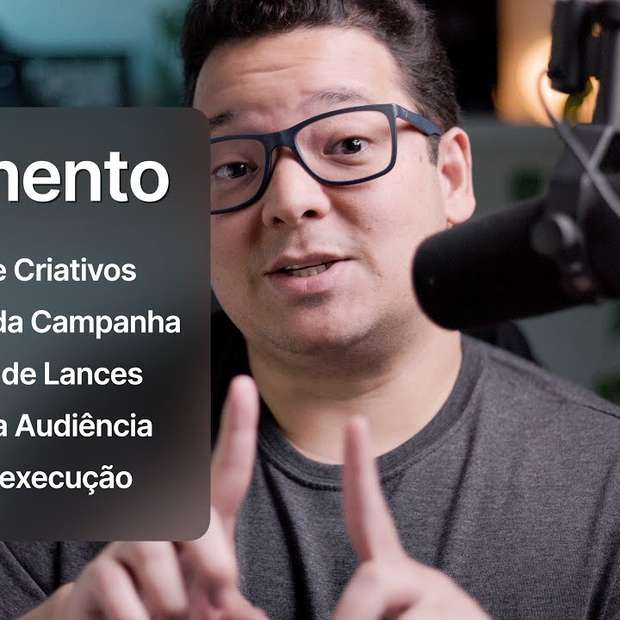 mento
e Criativos
da Campanha
de Lances
a Audiência
execução